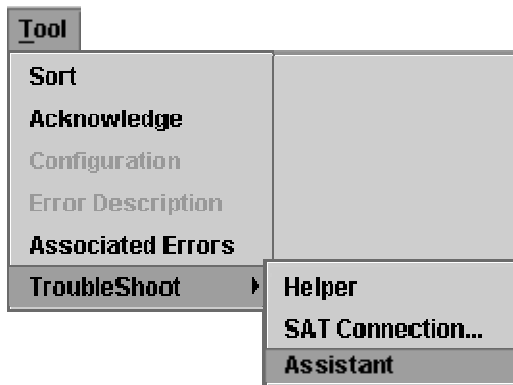 Tool
Sort
Acknowledge
Configuration
Error Description
Associated Errors
TroubleShoot
Helper
SAT Connection...
Assistant